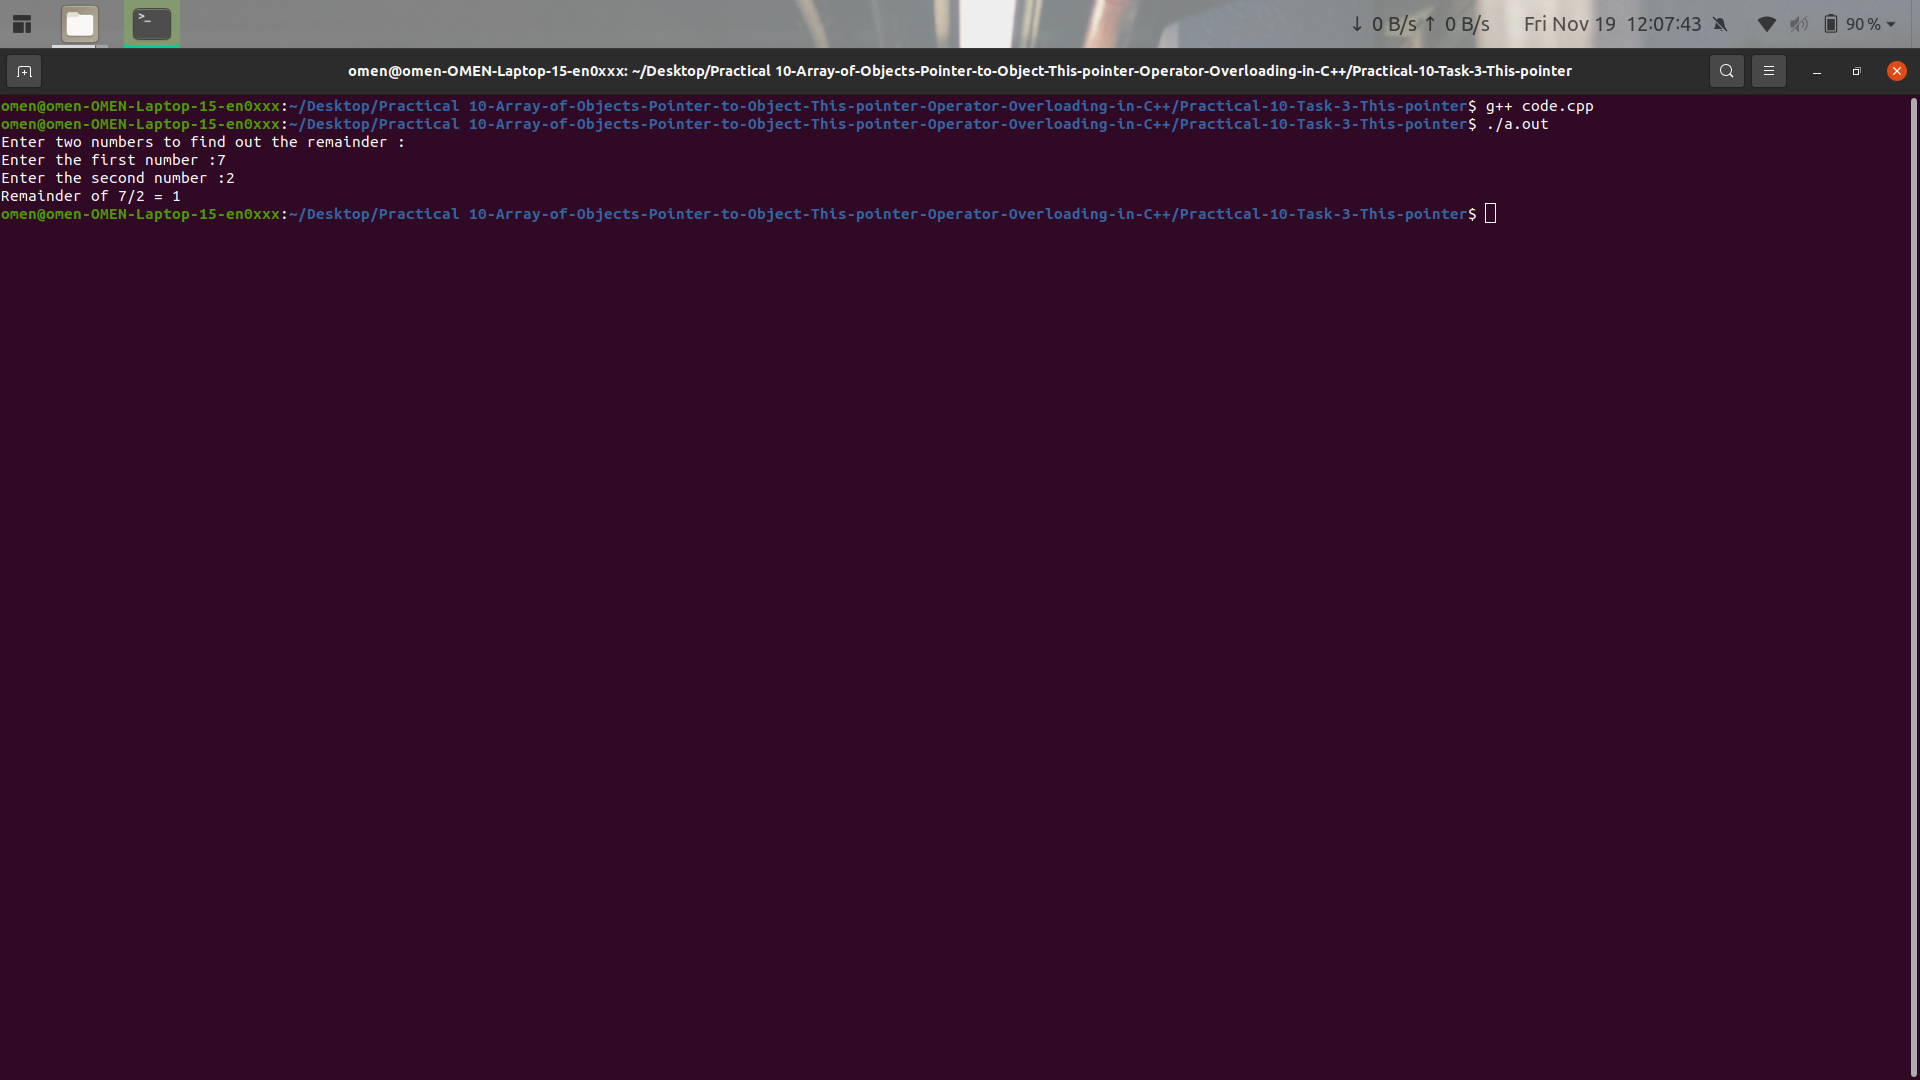 ↓ 0 B/s ↑ 0 B/s Fri Nov 19 12:07:43 90 %
omen@omen-OMEN-Laptop-15-en0xxx: ~/Desktop/Practical 10-Array-of-Objects-Pointer-to-Object-This-pointer-Operator-Overloading-in-C++/Practical-10-Task-3-This-pointer
omen@omen-OMEN-Laptop-15-en0xxx:~/Desktop/Practical 10-Array-of-Objects-Pointer-to-Object-This-pointer-Operator-Overloading-in-C++/Practical-10-Task-3-This-pointer$ g++ code.cpp
omen@omen-OMEN-Laptop-15-en0xxx:~/Desktop/Practical 10-Array-of-Objects-Pointer-to-Object-This-pointer-Operator-Overloading-in-C++/Practical-10-Task-3-This-pointer$ ./a.out
Enter two numbers to find out the remainder :
Enter the first number :7
Enter the second number :2
Remainder of 7/2 = 1
omen@omen-OMEN-Laptop-15-en0xxx:~/Desktop/Practical 10-Array-of-Objects-Pointer-to-Object-This-pointer-Operator-Overloading-in-C++/Practical-10-Task-3-This-pointer$